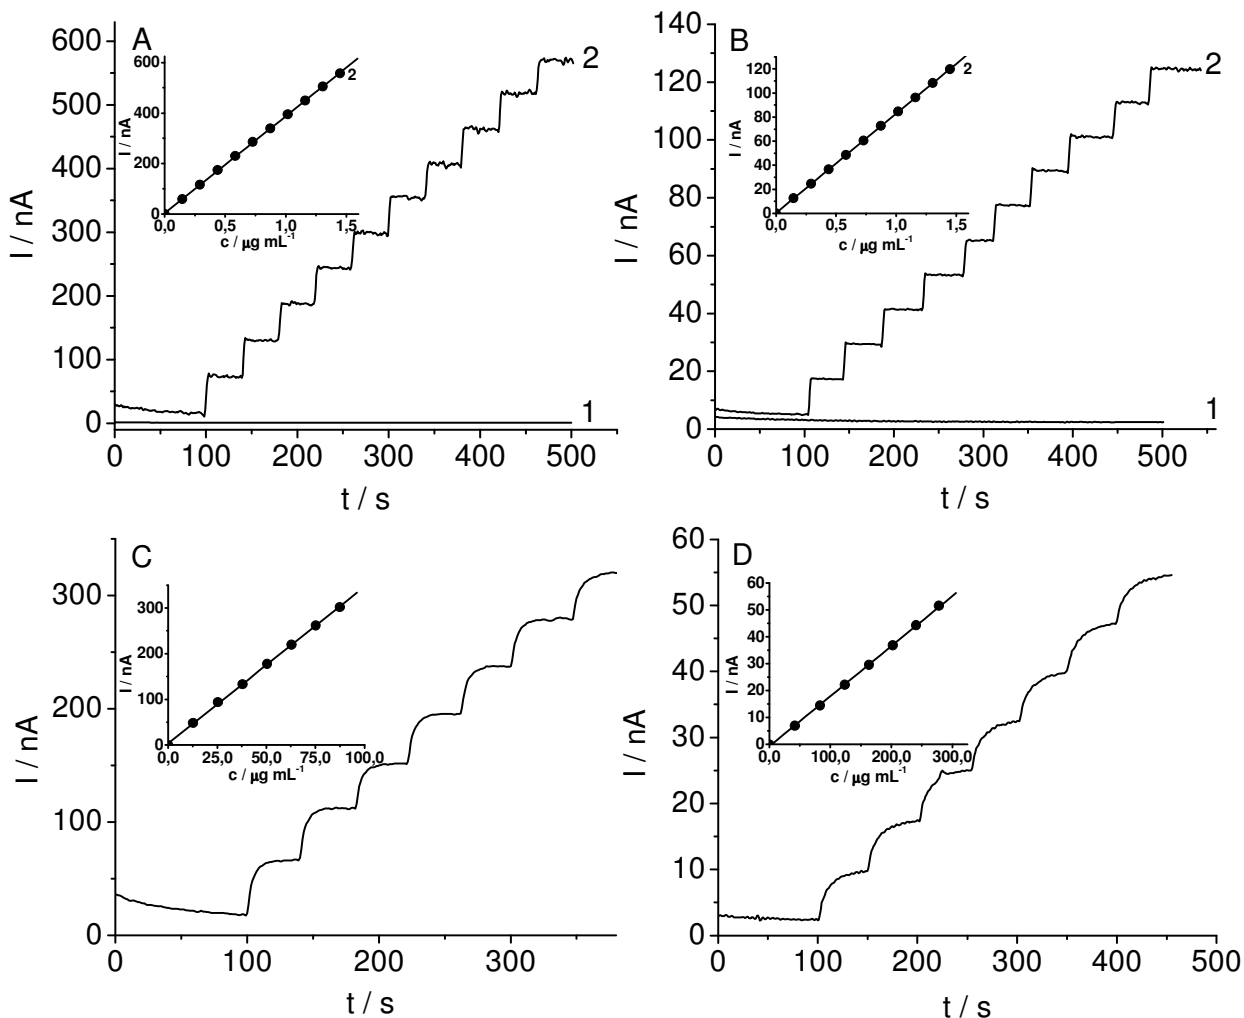 A
I / nA
600
500
400
300
200
100
0
0 100 200 300 400 500
t / s
2
1
I / nA
600
400
200
0
0,0 0,5 1,0 1,5
c / µg mL-1
2
B
I / nA
140
120
100
80
60
40
20
0
0 100 200 300 400 500
t / s
2
1
I / nA
120
100
80
60
40
20
0
0,0 0,5 1,0 1,5
c / µg mL-1
2
C
I / nA
300
200
100
0
0 100 200 300
t / s
I / nA
300
200
100
0
0,0 25,0 50,0 75,0 100,0
c / µg mL-1
D
I / nA
60
50
40
30
20
10
0
0 100 200 300 400 500
t / s
I / nA
60
50
40
30
20
10
0
0,0 100,0 200,0 300,0
c / µg mL-1